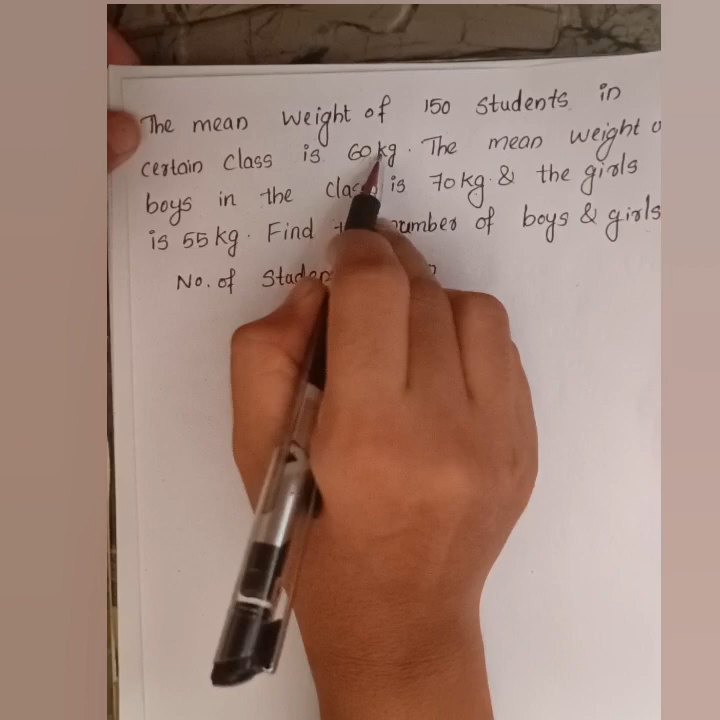 The mean weight of 150 students in
certain class is 60 kg. The mean weight
boys in the class is 70 kg & the girls
is 55 kg. Find number of boys & girls
No. of